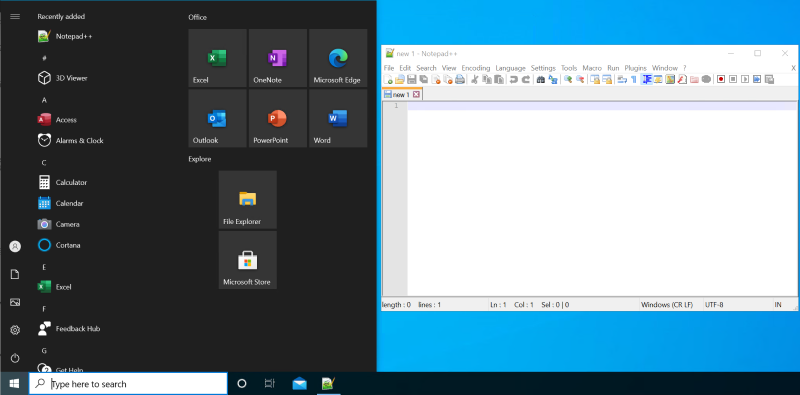 Recently added
Notepad++
#
3D Viewer
A
Access
Alarms & Clock
C
Calculator
Calendar
Camera
Cortana
E
Excel
F
Feedback Hub
G
Get Help
Office
Excel
OneNote
Microsoft Edge
Outlook
PowerPoint
Word
Explore
File Explorer
Microsoft Store
Type here to search
new 1 - Notepad++
File Edit Search View Encoding Language Settings Tools Macro Run Plugins Window ? X
new 1
1
length : 0 lines : 1 Ln : 1 Col : 1 Sel : 0 | 0 Windows (CR LF) UTF-8 IN